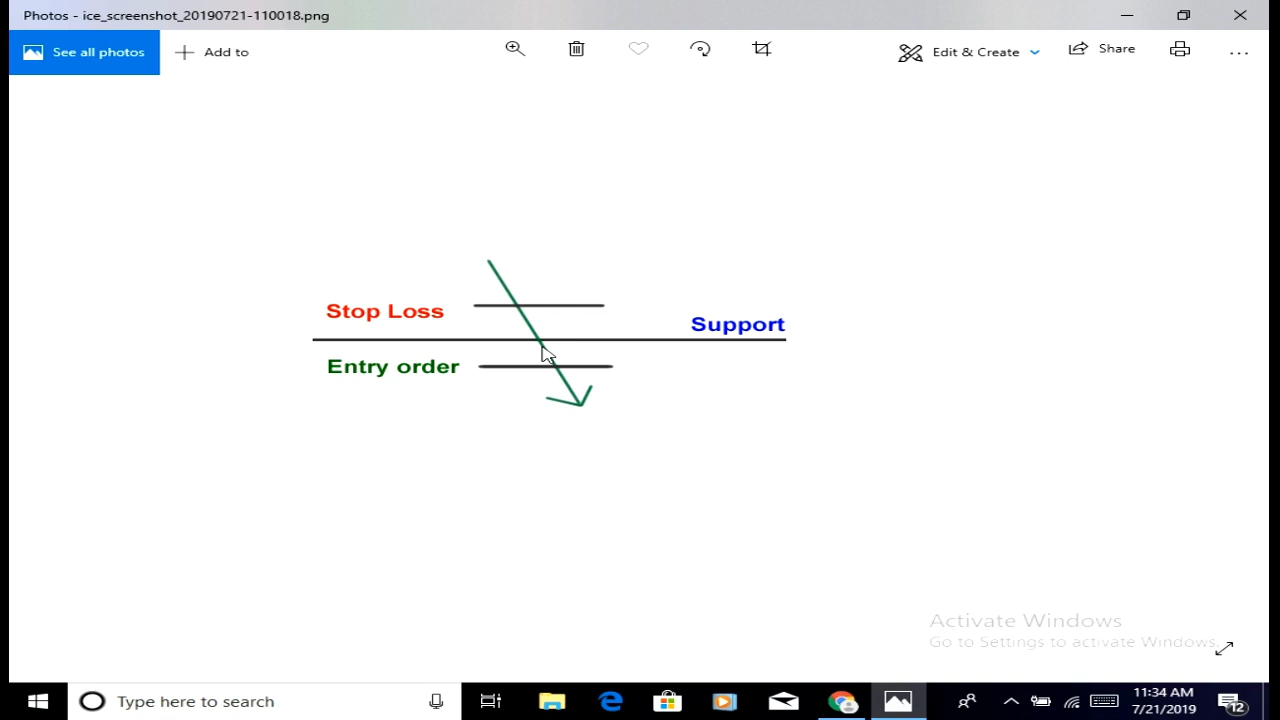 Photos - ice_screenshot_20190721-110018.png
See all photos
Add to
Edit & Create
Share
Stop Loss
Support
Entry order
Activate Windows
Go to Settings to activate Windows.
Type here to search
11:34 AM
7/21/2019
12